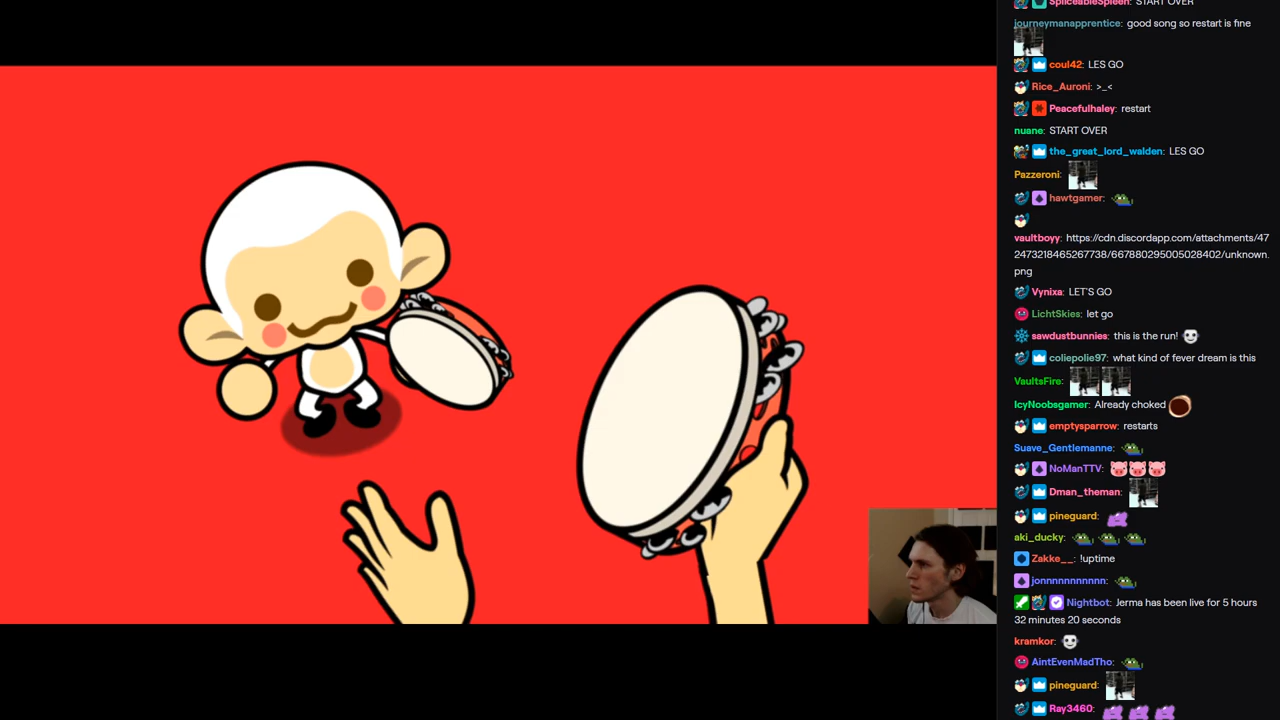 SpliceableSpleen: START OVER
journeymanapprentice: good song so restart is fine
coul42: LES GO
Rice_Auroni: >_<
Peacefulhaley: restart
nuane: START OVER
the_great_lord_walden: LES GO
Pazzeroni:
hawtgamer:
vaultboyy: https://cdn.discordapp.com/attachments/47
2473218465267738/667880295005028402/unknown.
png
Vynixa: LET'S GO
LichtSkies: let go
sawdustbunnies: this is the run!
coliepolie97: what kind of fever dream is this
VaultsFire:
IcyNoobsgamer: Already choked
emptysparrow: restarts
Suave_Gentlemanne:
NoManTTV:
Dman_theman:
pineguard:
aki_ducky:
Zakke__: !uptime
jonnnnnnnnnnn:
Nightbot: Jerma has been live for 5 hours
32 minutes 20 seconds
kramkor:
AintEvenMadTho:
pineguard:
Ray3460: